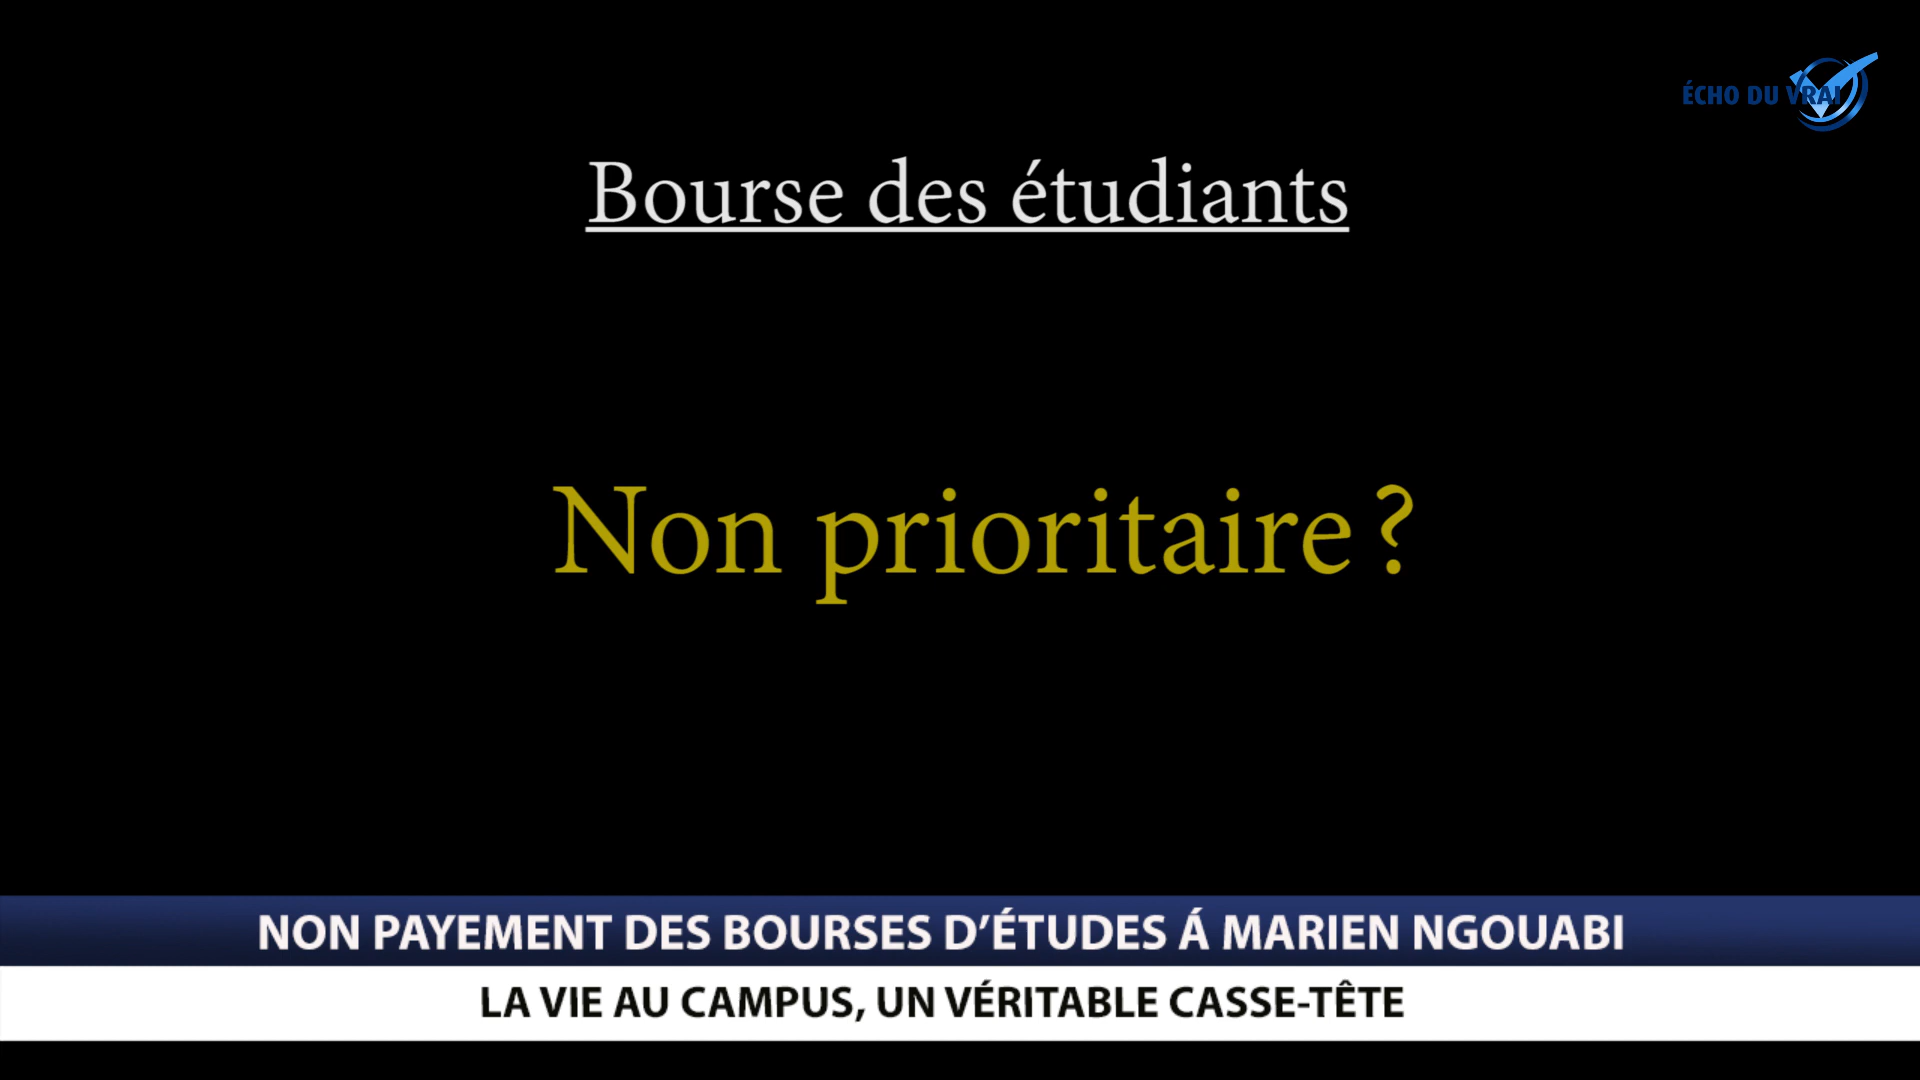 ÉCHO DU VRAI
Bourse des étudiants
Non prioritaire ?
NON PAYEMENT DES BOURSES D’ÉTUDES Á MARIEN NGOUABI
LA VIE AU CAMPUS, UN VÉRITABLE CASSE-TÊTE